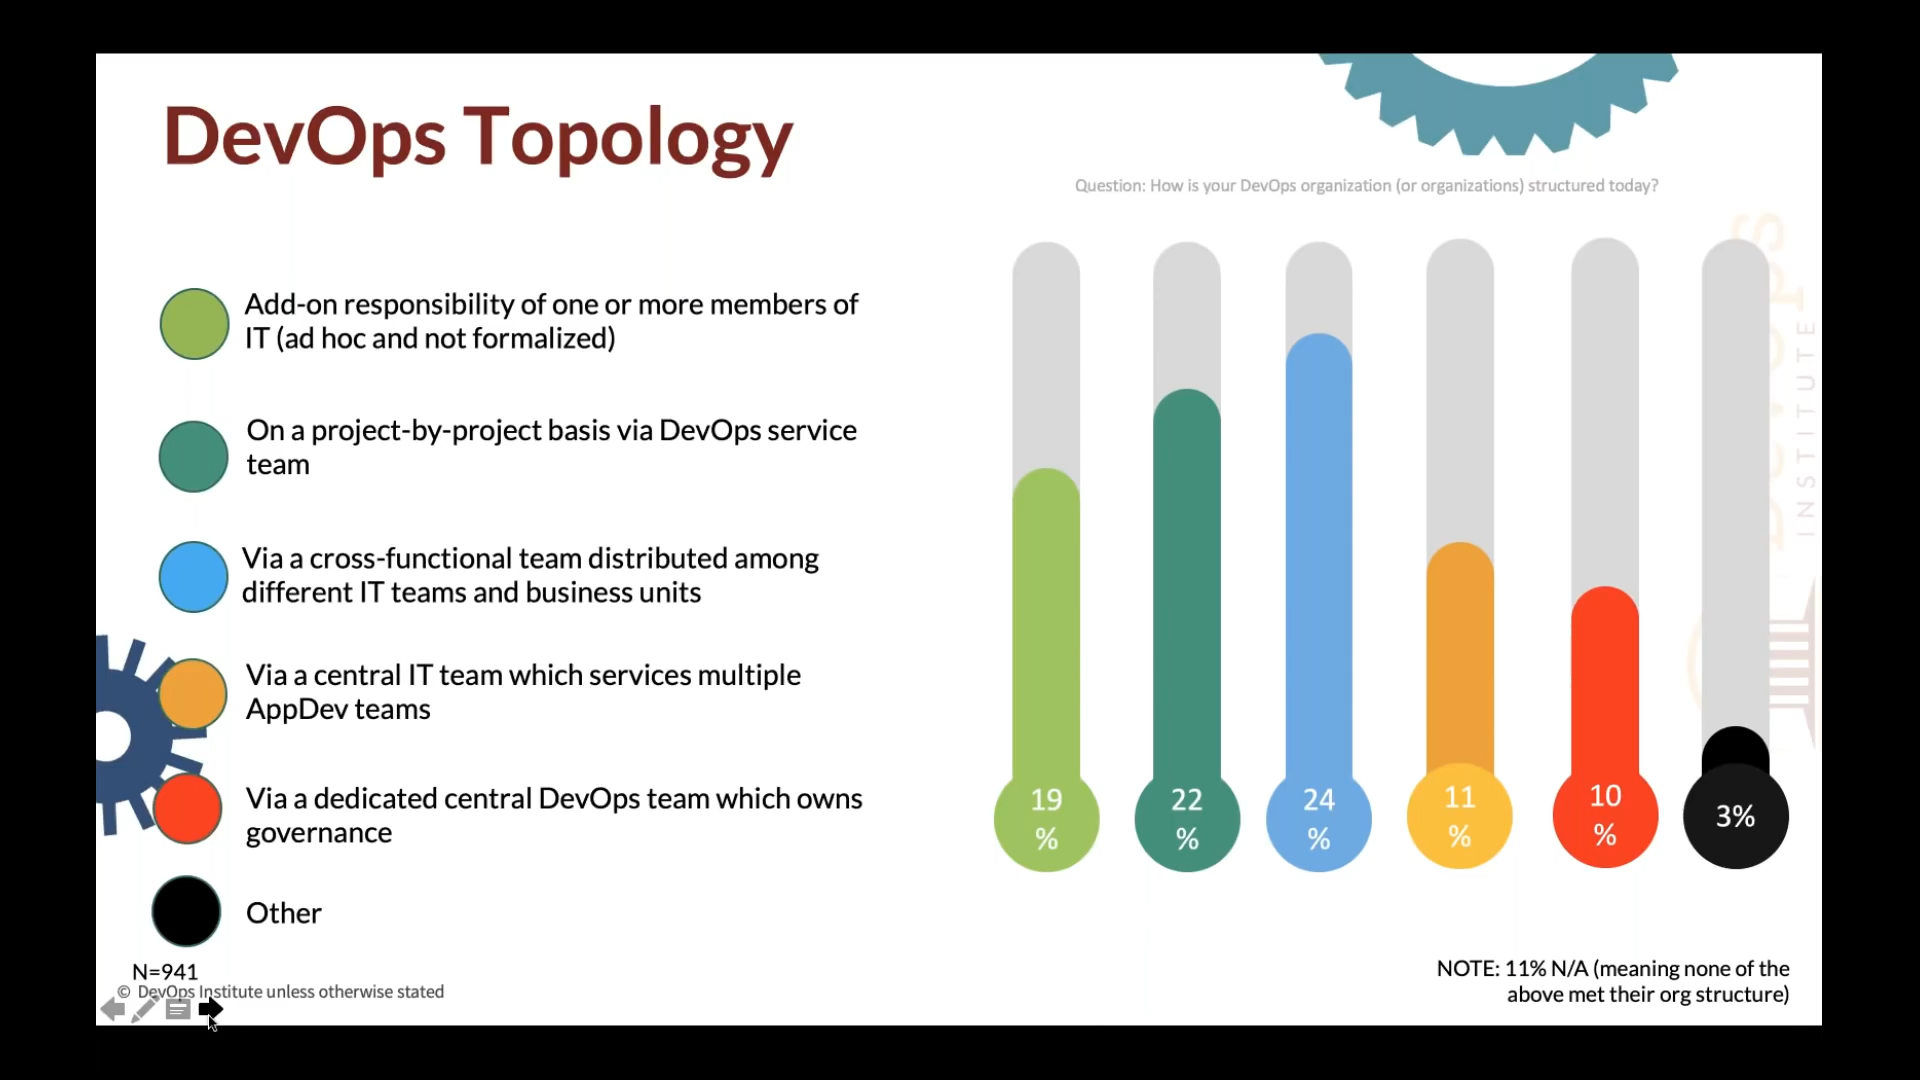 DevOps Topology
Question: How is your DevOps organization (or organizations) structured today?
Add-on responsibility of one or more members of
IT (ad hoc and not formalized)
On a project-by-project basis via DevOps service
team
Via a cross-functional team distributed among
different IT teams and business units
Via a central IT team which services multiple
AppDev teams
Via a dedicated central DevOps team which owns
governance
Other
19
%
22
%
24
%
11
%
10
%
3%
DevOps
INSTITUTE
N=941
© DevOps Institute unless otherwise stated
NOTE: 11% N/A (meaning none of the
above met their org structure)